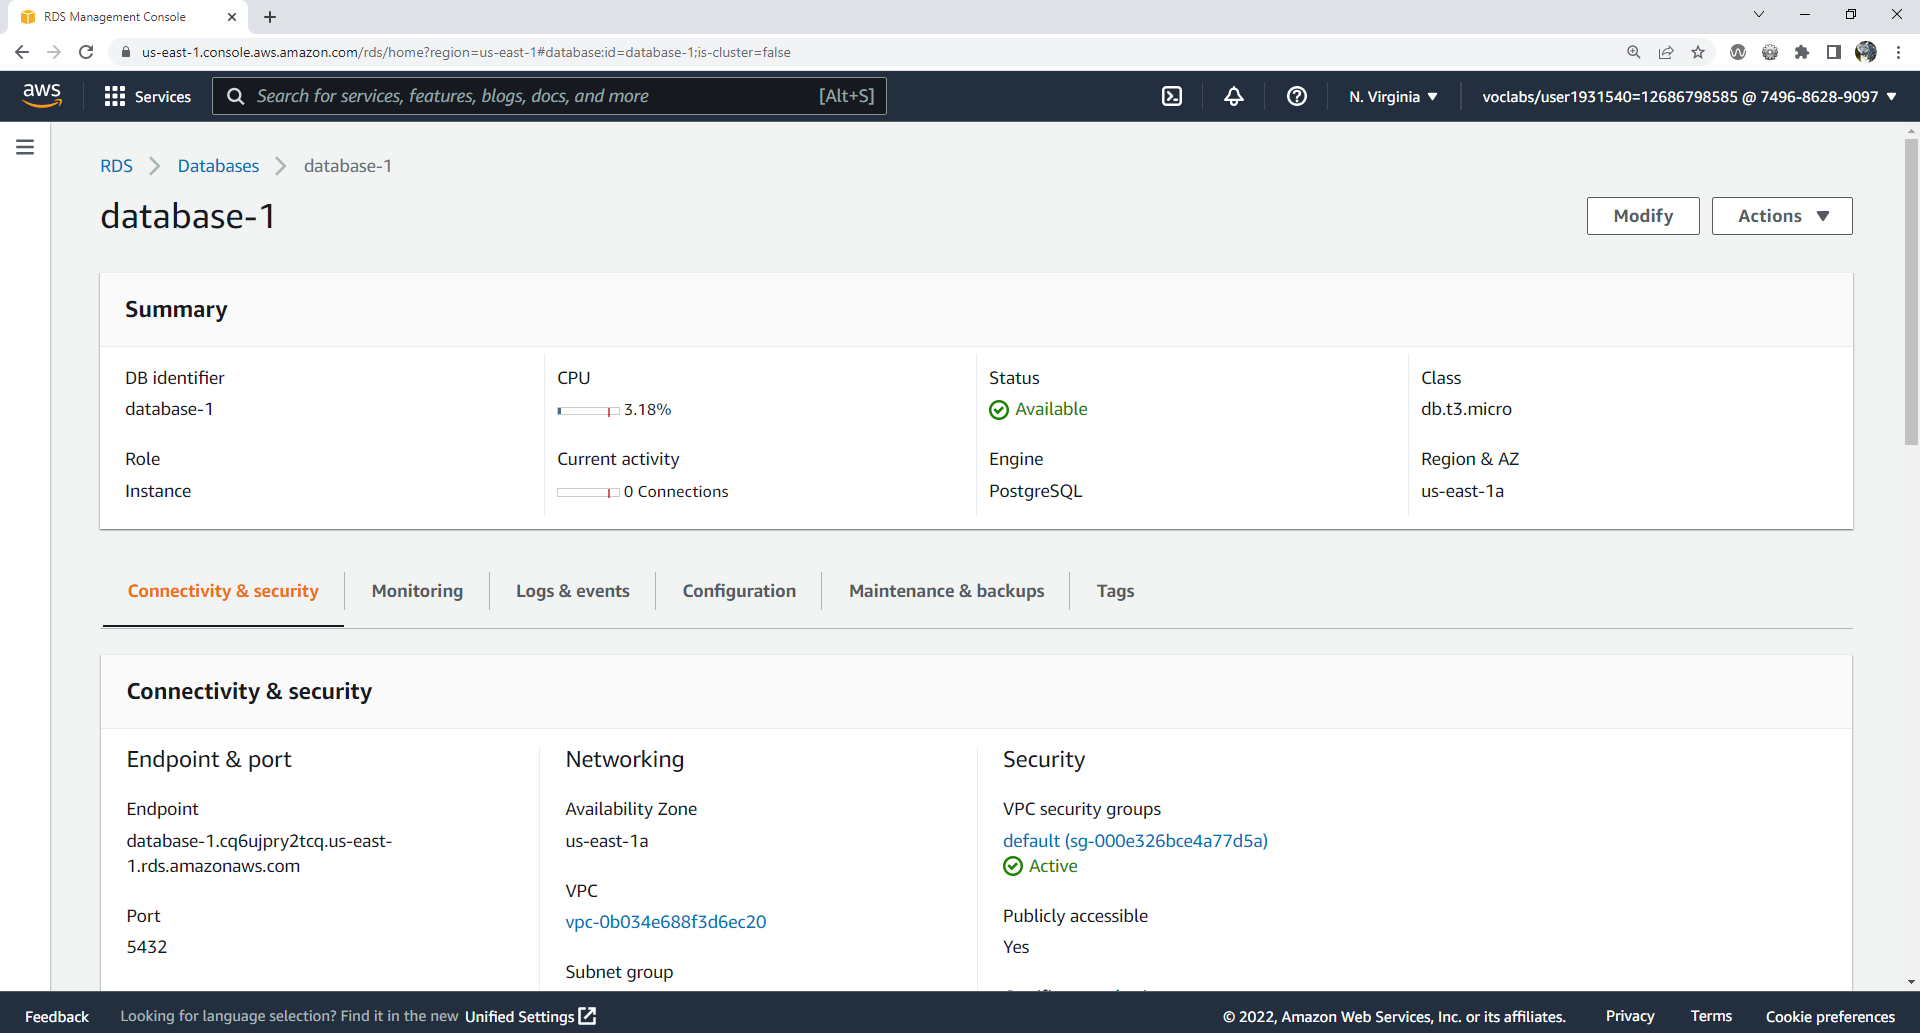 RDS Management Console
us-east-1.console.aws.amazon.com/rds/home?region=us-east-1#database:id=database-1;is-cluster=false
aws
Services
Search for services, features, blogs, docs, and more
[Alt+S]
N. Virginia
voclabs/user1931540=12686798585 @ 7496-8628-9097
RDS
Databases
database-1
database-1
Modify
Actions
Summary
DB identifier
database-1
CPU
3.18%
Status
Available
Class
db.t3.micro
Role
Instance
Current activity
0 Connections
Engine
PostgreSQL
Region & AZ
us-east-1a
Connectivity & security
Monitoring
Logs & events
Configuration
Maintenance & backups
Tags
Connectivity & security
Endpoint & port
Endpoint
database-1.cq6ujpry2tcq.us-east-
1.rds.amazonaws.com
Port
5432
Networking
Availability Zone
us-east-1a
VPC
vpc-0b034e688f3d6ec20
Subnet group
Security
VPC security groups
default (sg-000e326bce4a77d5a)
Active
Publicly accessible
Yes
Feedback
Looking for language selection? Find it in the new Unified Settings
© 2022, Amazon Web Services, Inc. or its affiliates.
Privacy
Terms
Cookie preferences